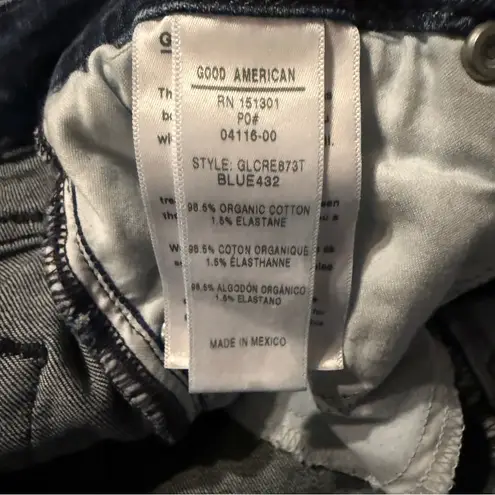 GOOD AMERICAN
RN 151301
PO#
04116-00
STYLE: GLCRE873T
BLUE432
98.5% ORGANIC COTTON
1.5% ELASTANE
98.5% COTON ORGANIQUE
1.5% ÉLASTHANNE
98.5% ALGODÓN ORGÁNICO
1.5% ELASTANO
MADE IN MEXICO